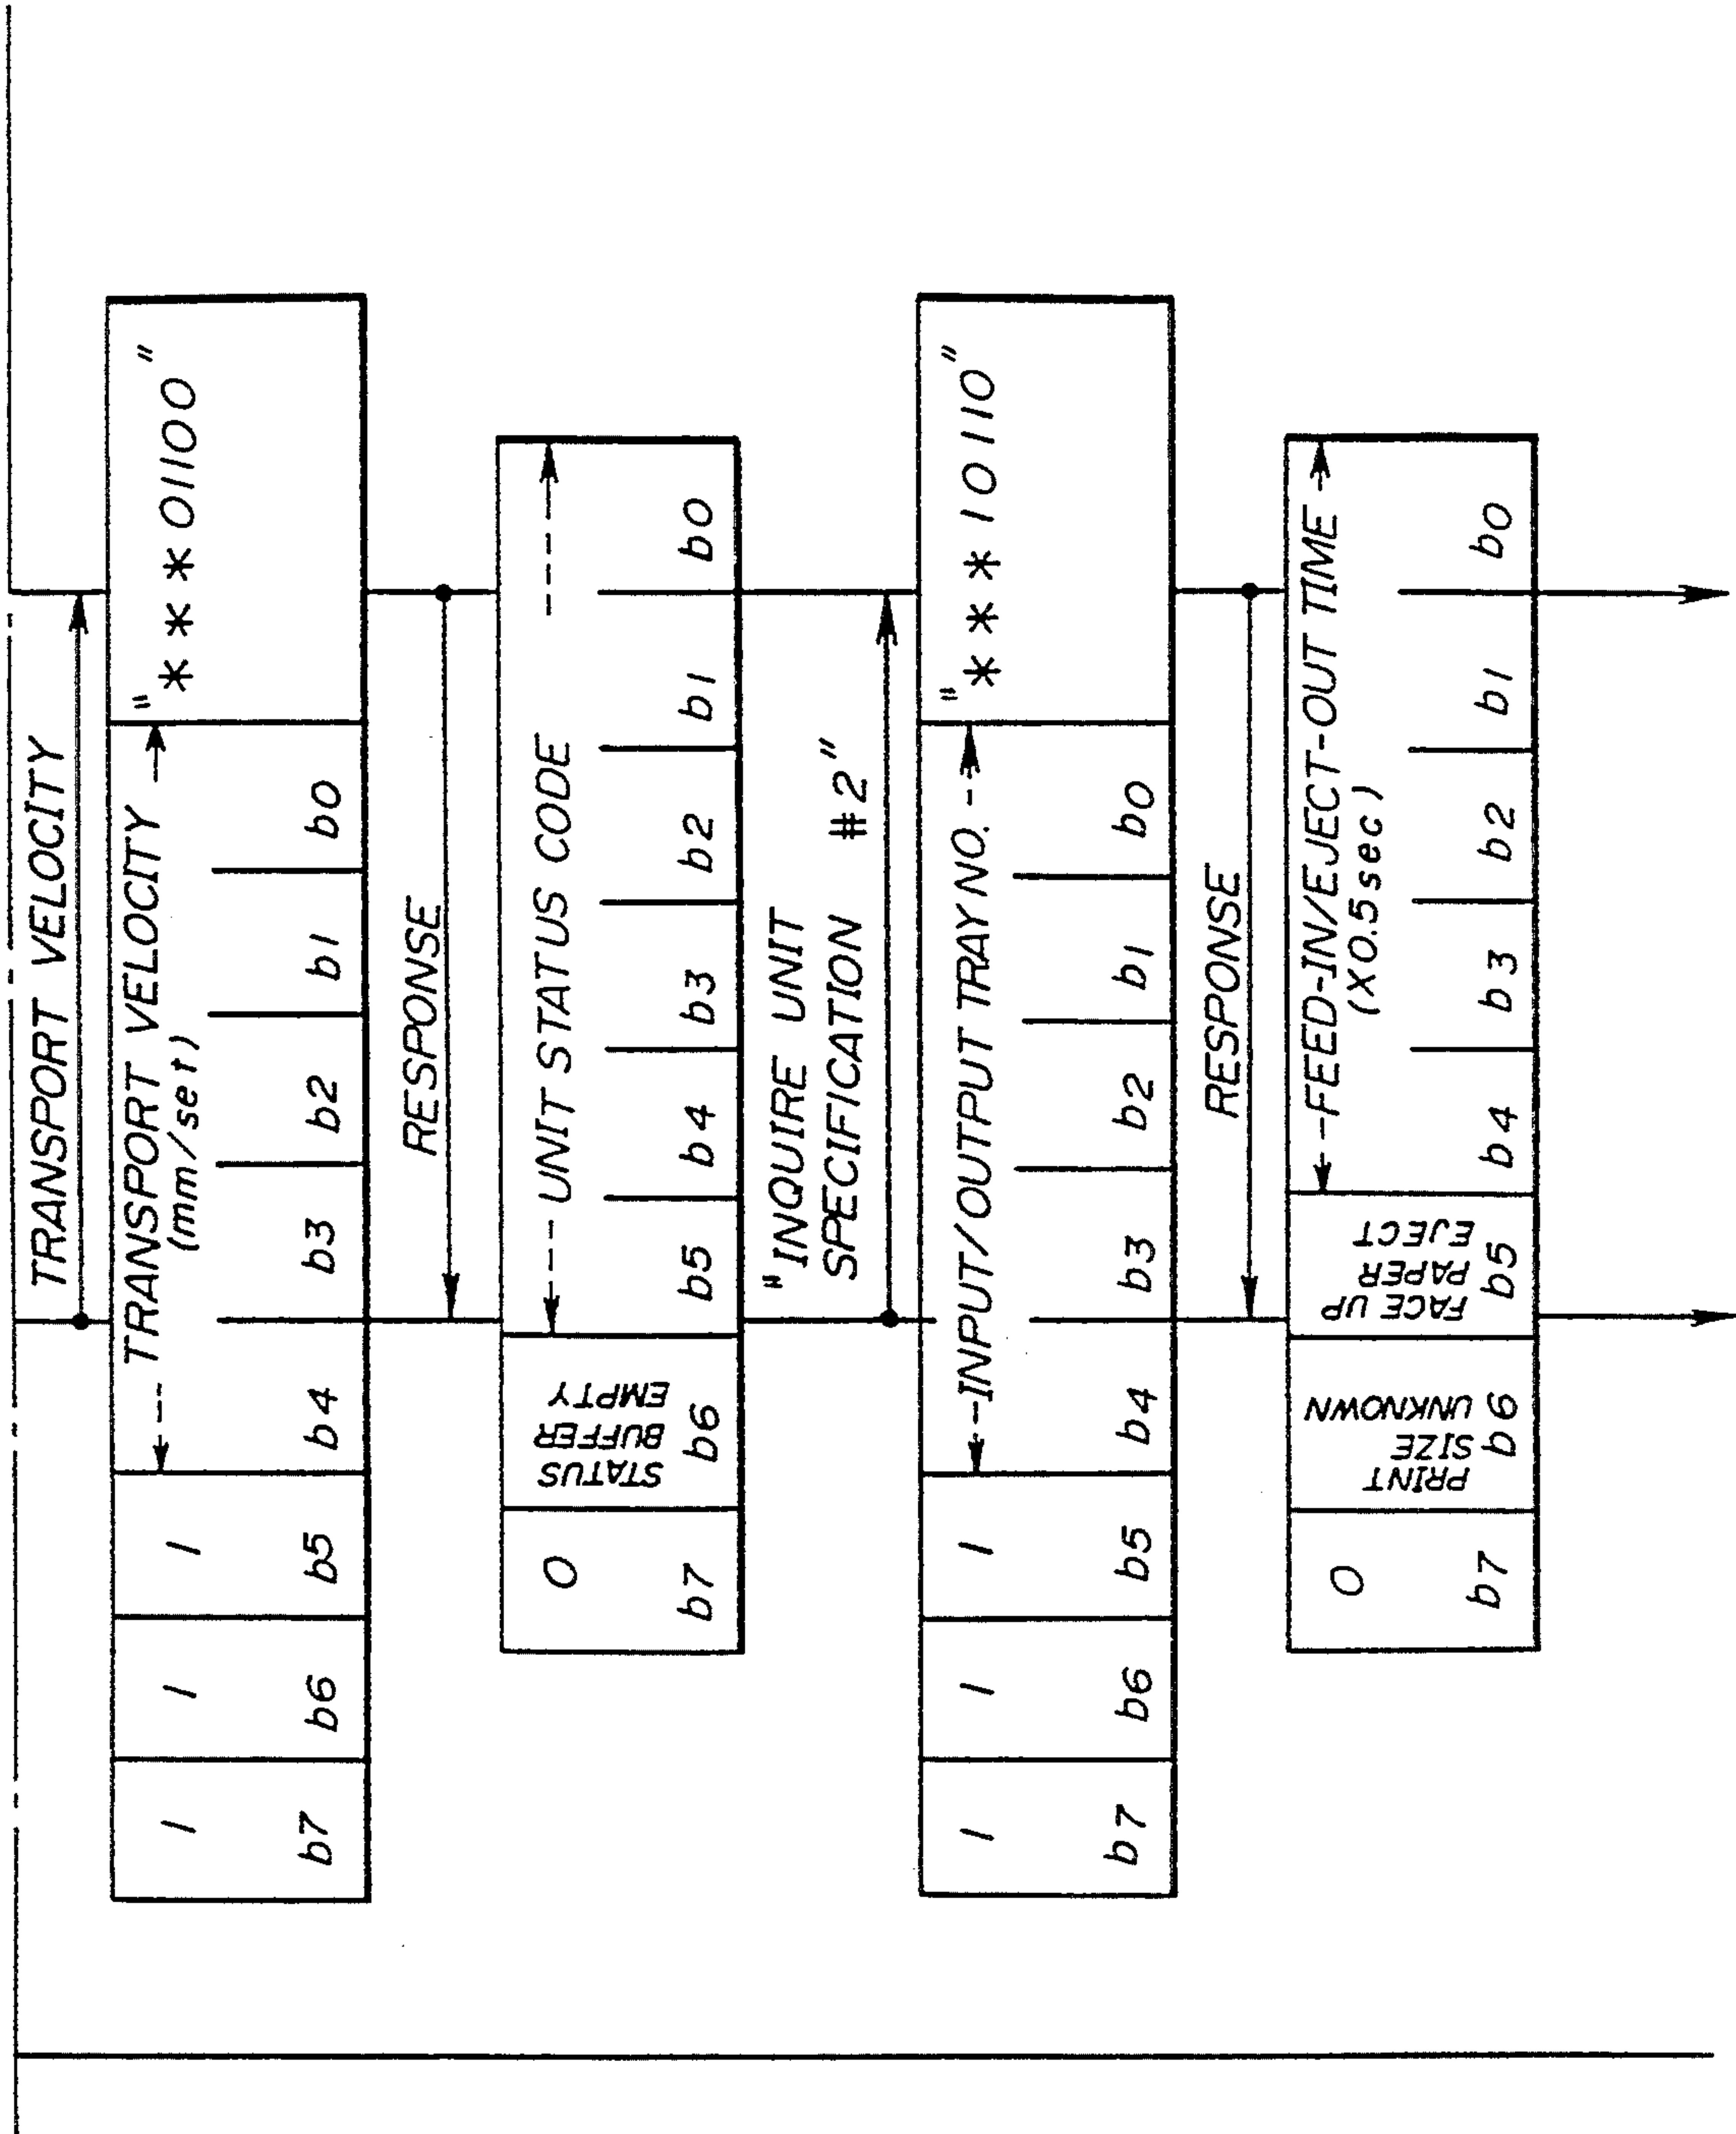 TRANSPORT VELOCITY
TRANSPORT VELOCITY
(mm/set)
1 1 1
b7 b6 b5 b4 b3 b2 b1 b0
"***01100"
RESPONSE
0
STATUS
BUFFER
EMPTY
UNIT STATUS CODE
b7 b6 b5 b4 b3 b2 b1 b0
"INQUIRE UNIT
SPECIFICATION #2"
1 1 1
INPUT/OUTPUT TRAY NO.
b7 b6 b5 b4 b3 b2 b1 b0
"***10110"
RESPONSE
0
PRINT
SIZE
UNKNOWN
FACE UP
PAPER
EJECT
FEED-IN/EJECT-OUT TIME
(X0.5sec)
b7 b6 b5 b4 b3 b2 b1 b0